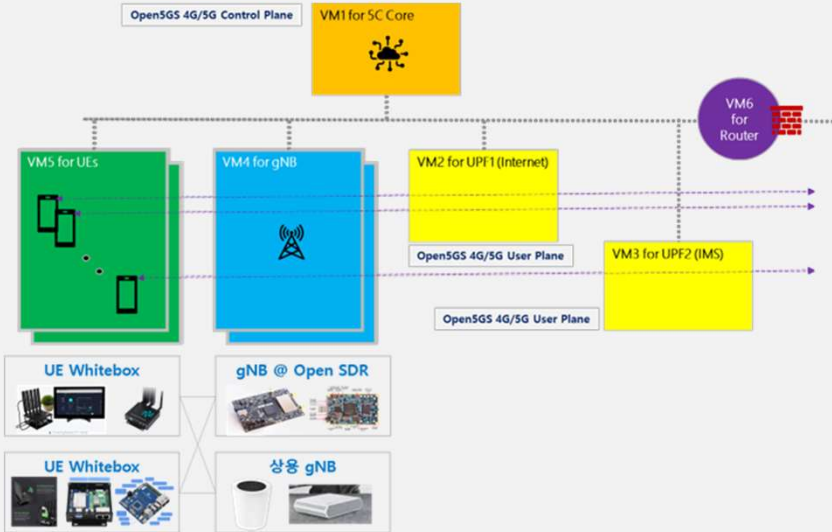 Open5GS 4G/5G Control Plane
VM1 for 5C Core
VM6
for
Router
VM5 for UEs
VM4 for gNB
VM2 for UPF1 (Internet)
Open5GS 4G/5G User Plane
VM3 for UPF2 (IMS)
Open5GS 4G/5G User Plane
UE Whitebox
gNB @ Open SDR
UE Whitebox
상용 gNB